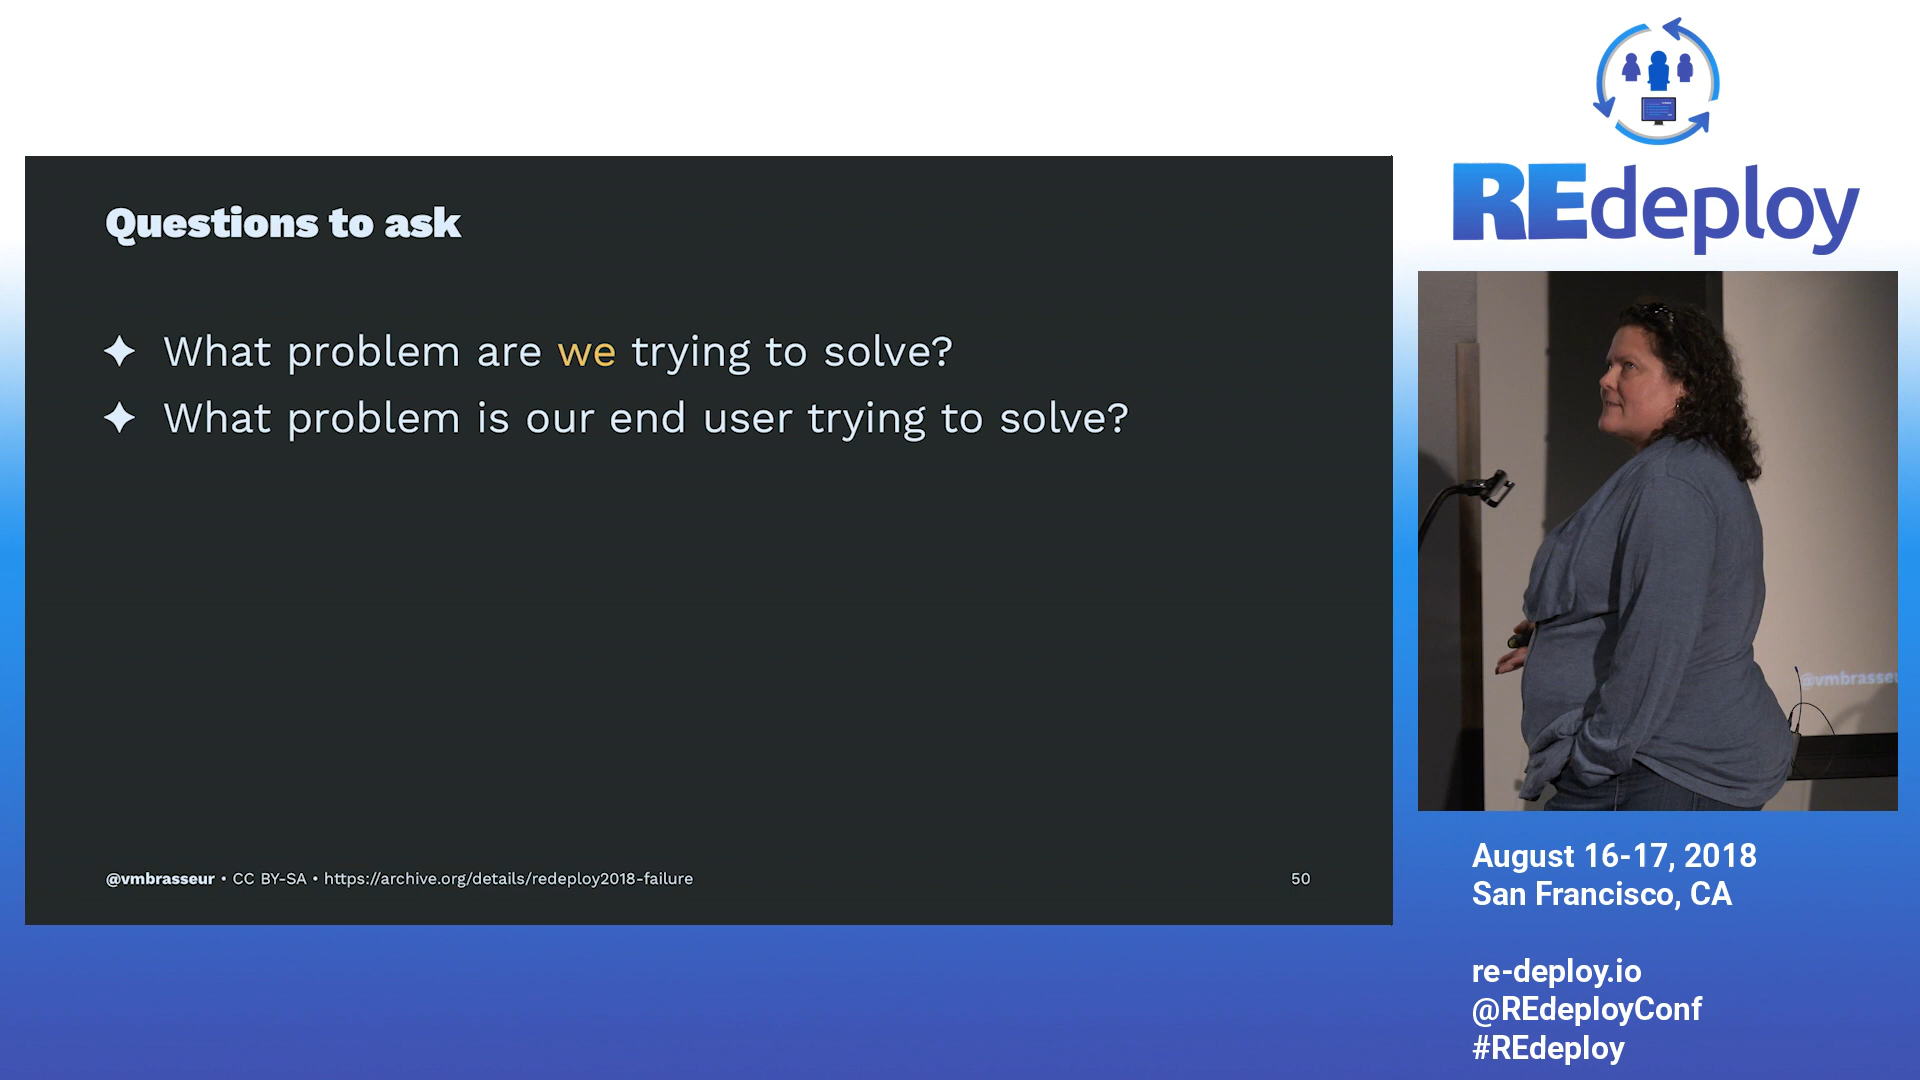 Questions to ask
What problem are we trying to solve?
What problem is our end user trying to solve?
@vmbrasseur • CC BY-SA • https://archive.org/details/redeploy2018-failure
50
REdeploy
@vmbrasseu
August 16-17, 2018
San Francisco, CA
re-deploy.io
@REdeployConf
#REdeploy